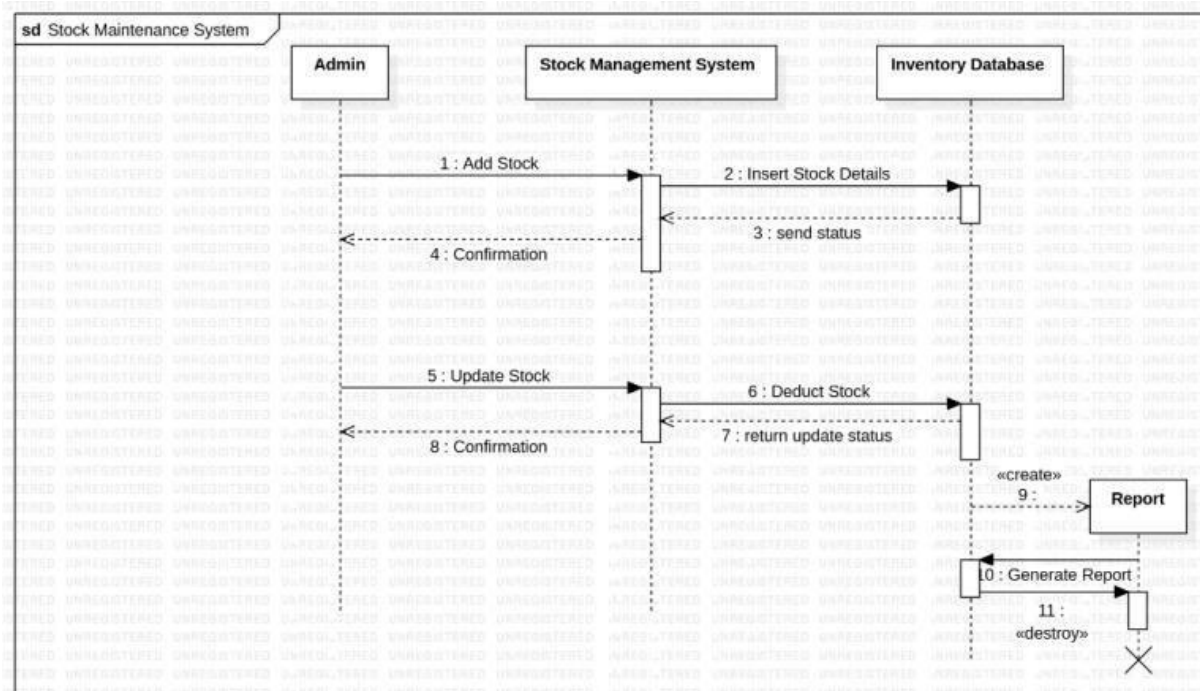 sd Stock Maintenance System
Admin
Stock Management System
Inventory Database
1 : Add Stock
2 : Insert Stock Details
3 : send status
4 : Confirmation
5 : Update Stock
6 : Deduct Stock
7 : return update status
8 : Confirmation
«create»
9 :
Report
10 : Generate Report
11 :
«destroy»